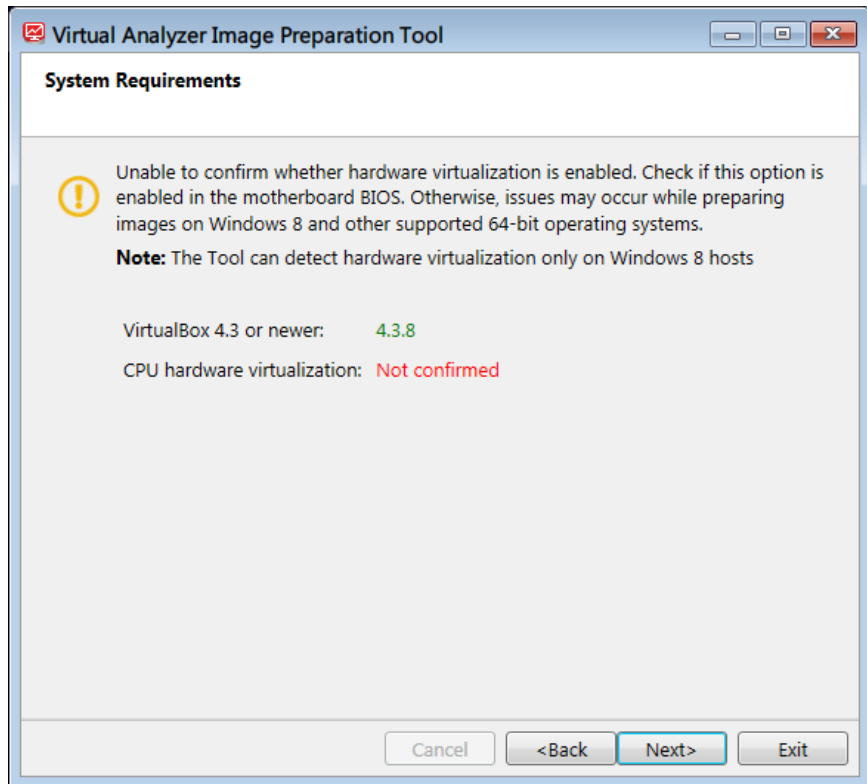 Virtual Analyzer Image Preparation Tool
System Requirements
Unable to confirm whether hardware virtualization is enabled. Check if this option is
enabled in the motherboard BIOS. Otherwise, issues may occur while preparing
images on Windows 8 and other supported 64-bit operating systems.
Note: The Tool can detect hardware virtualization only on Windows 8 hosts
VirtualBox 4.3 or newer: 4.3.8
CPU hardware virtualization: Not confirmed
Cancel <Back Next> Exit